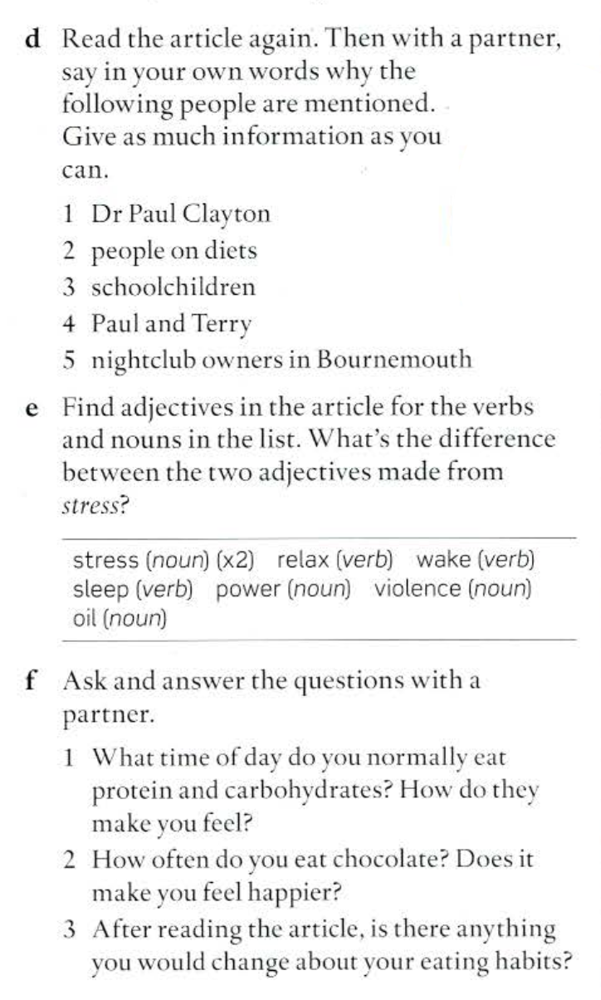 d Read the article again. Then with a partner,
say in your own words why the
following people are mentioned.
Give as much information as you
can.
1 Dr Paul Clayton
2 people on diets
3 schoolchildren
4 Paul and Terry
5 nightclub owners in Bournemouth
e Find adjectives in the article for the verbs
and nouns in the list. What's the difference
between the two adjectives made from
stress?
stress (noun) (x2) relax (verb) wake (verb)
sleep (verb) power (noun) violence (noun)
oil (noun)
f Ask and answer the questions with a
partner.
1 What time of day do you normally eat
protein and carbohydrates? How do they
make you feel?
2 How often do you eat chocolate? Does it
make you feel happier?
3 After reading the article, is there anything
you would change about your eating habits?